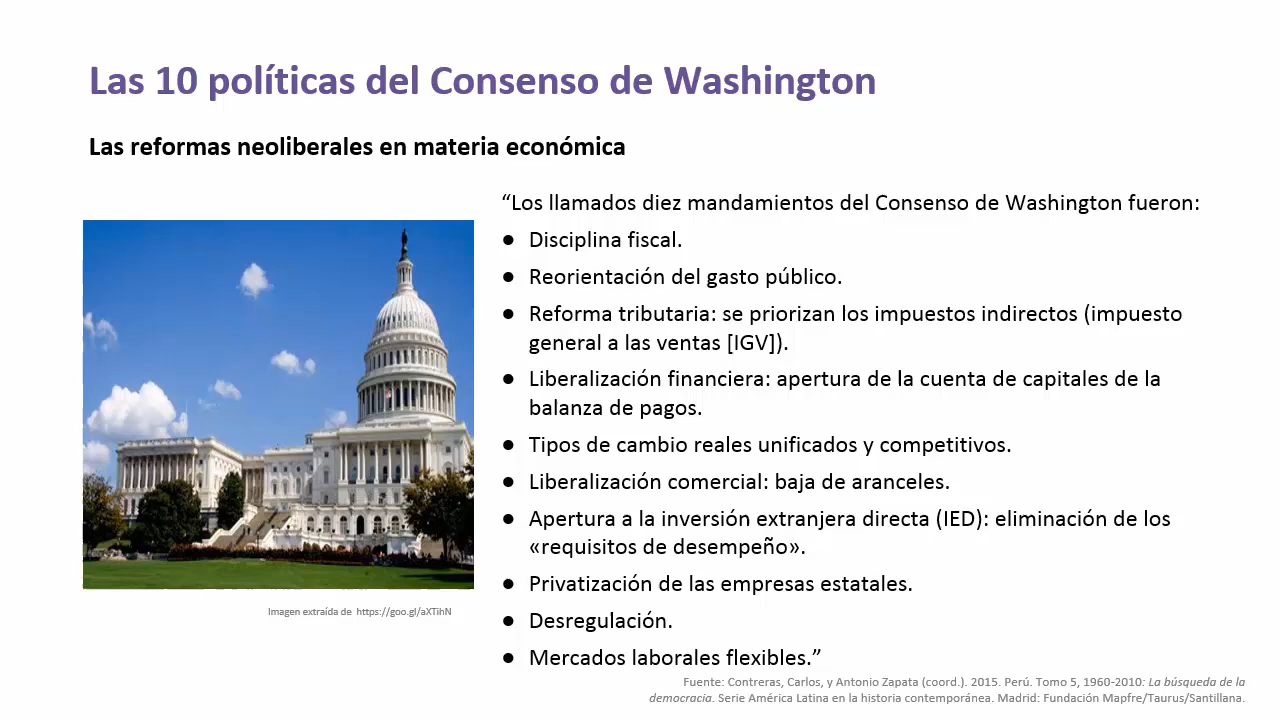 Las 10 políticas del Consenso de Washington
Las reformas neoliberales en materia económica
“Los llamados diez mandamientos del Consenso de Washington fueron:
● Disciplina fiscal.
● Reorientación del gasto público.
● Reforma tributaria: se priorizan los impuestos indirectos (impuesto
general a las ventas [IGV]).
● Liberalización financiera: apertura de la cuenta de capitales de la
balanza de pagos.
● Tipos de cambio reales unificados y competitivos.
● Liberalización comercial: baja de aranceles.
● Apertura a la inversión extranjera directa (IED): eliminación de los
«requisitos de desempeño».
● Privatización de las empresas estatales.
● Desregulación.
● Mercados laborales flexibles.”
Imagen extraída de https://goo.gl/aXTihN
Fuente: Contreras, Carlos, y Antonio Zapata (coord.). 2015. Perú. Tomo 5, 1960-2010: La búsqueda de la
democracia. Serie América Latina en la historia contemporánea. Madrid: Fundación Mapfre/Taurus/Santillana.